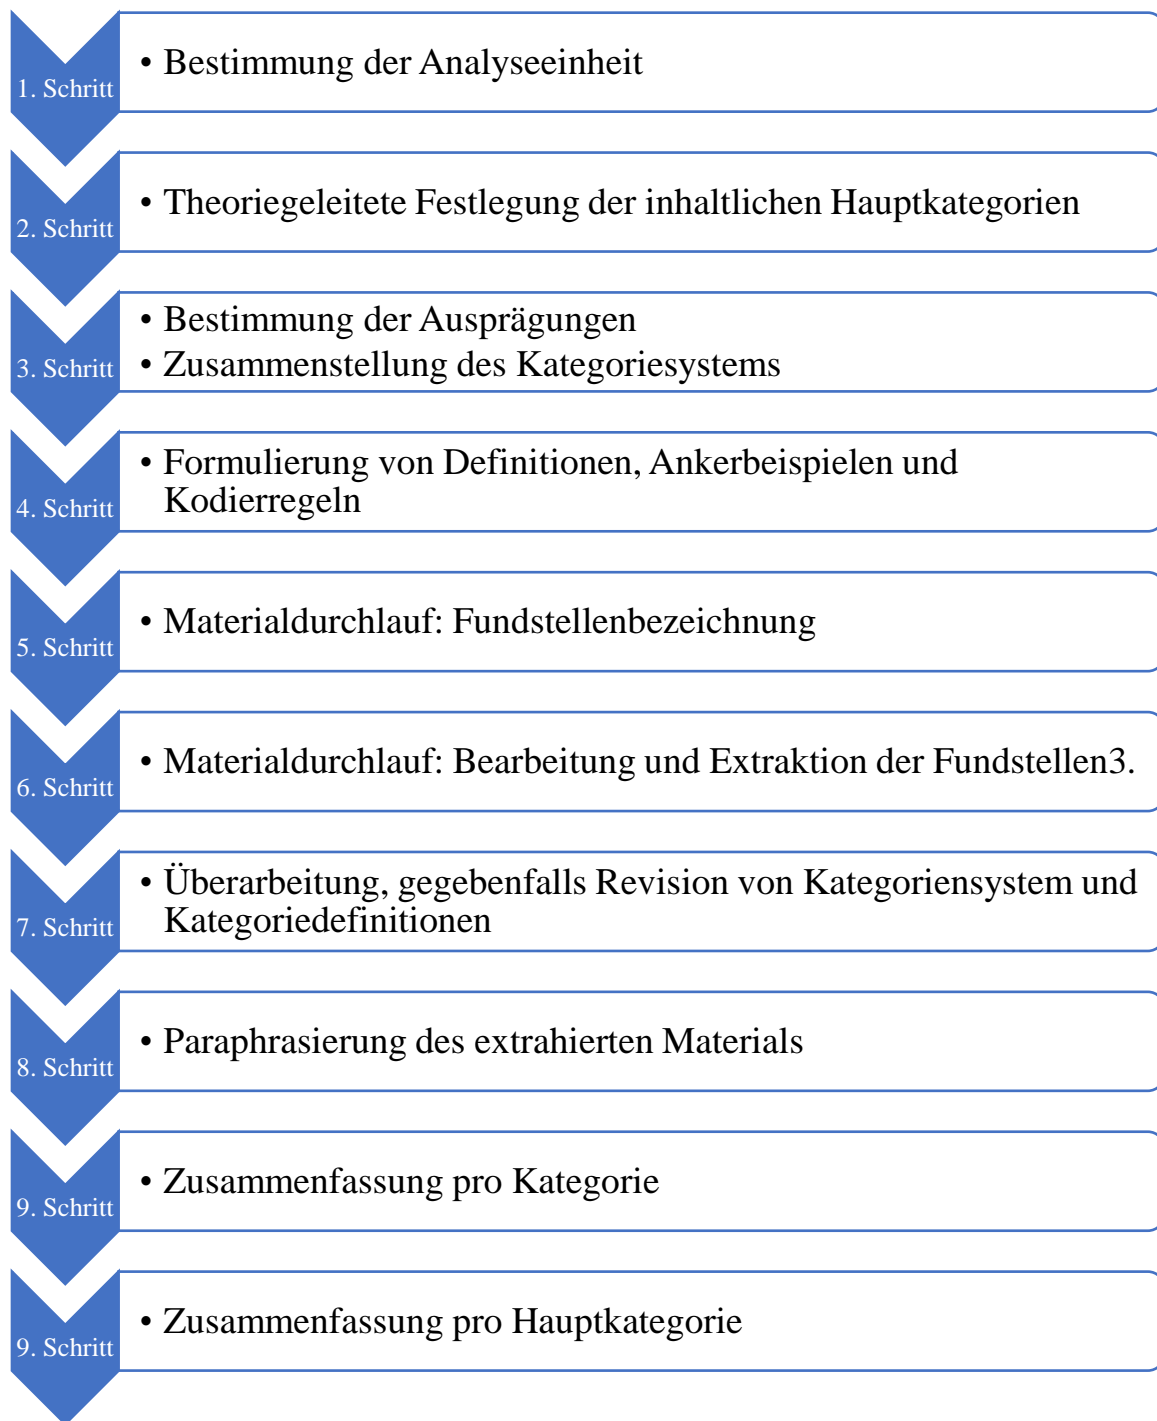 1. Schritt
• Bestimmung der Analyseeinheit
2. Schritt
• Theoriegeleitete Festlegung der inhaltlichen Hauptkategorien
3. Schritt
• Bestimmung der Ausprägungen
• Zusammenstellung des Kategoriesystems
4. Schritt
• Formulierung von Definitionen, Ankerbeispielen und
Kodierregeln
5. Schritt
• Materialdurchlauf: Fundstellenbezeichnung
6. Schritt
• Materialdurchlauf: Bearbeitung und Extraktion der Fundstellen3.
7. Schritt
• Überarbeitung, gegebenfalls Revision von Kategoriensystem und
Kategoriedefinitionen
8. Schritt
• Paraphrasierung des extrahierten Materials
9. Schritt
• Zusammenfassung pro Kategorie
9. Schritt
• Zusammenfassung pro Hauptkategorie